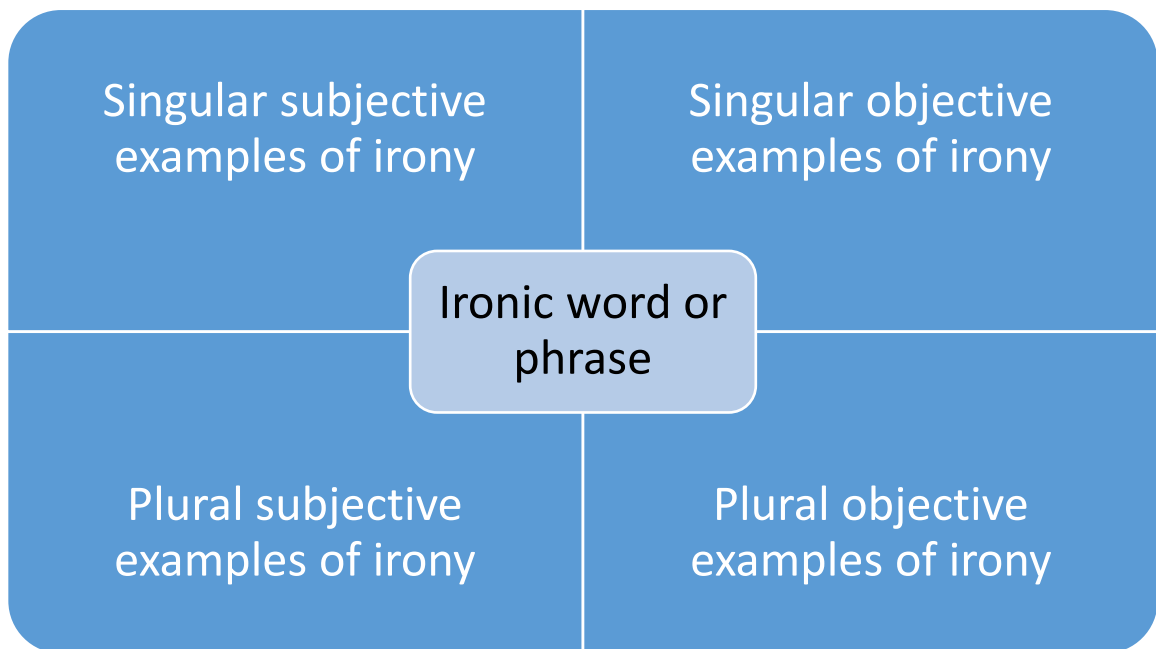 Singular subjective
examples of irony
Singular objective
examples of irony
Ironic word or
phrase
Plural subjective
examples of irony
Plural objective
examples of irony